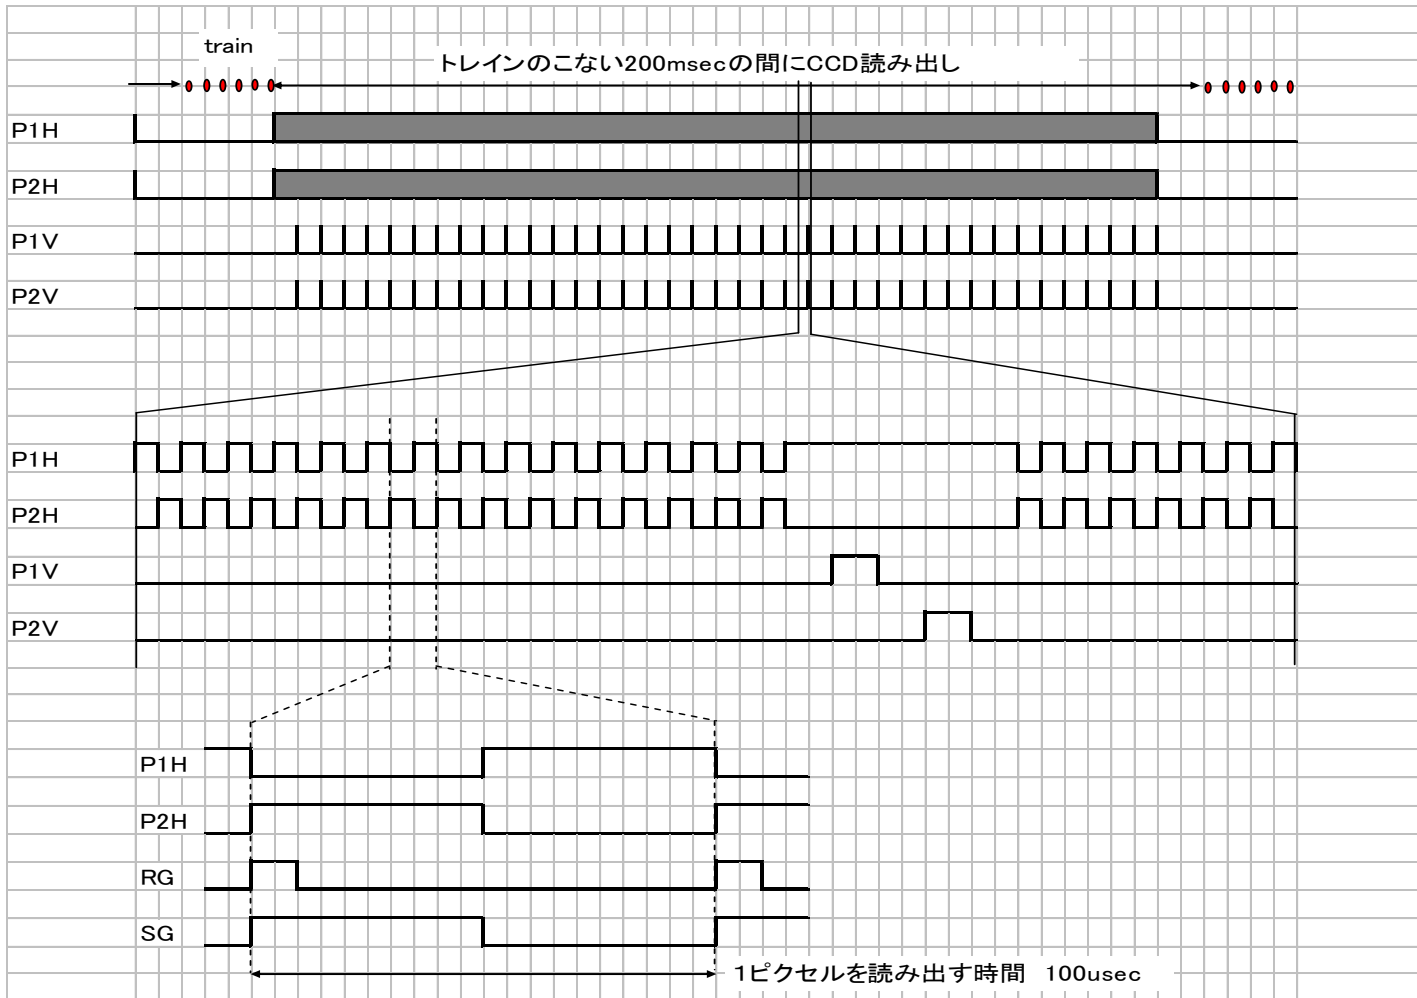 train
トレインのこない200msecの間にCCD読み出し
P1H
P2H
P1V
P2V
P1H
P2H
P1V
P2V
P1H
P2H
RG
SG
1ピクセルを読み出す時間 100usec